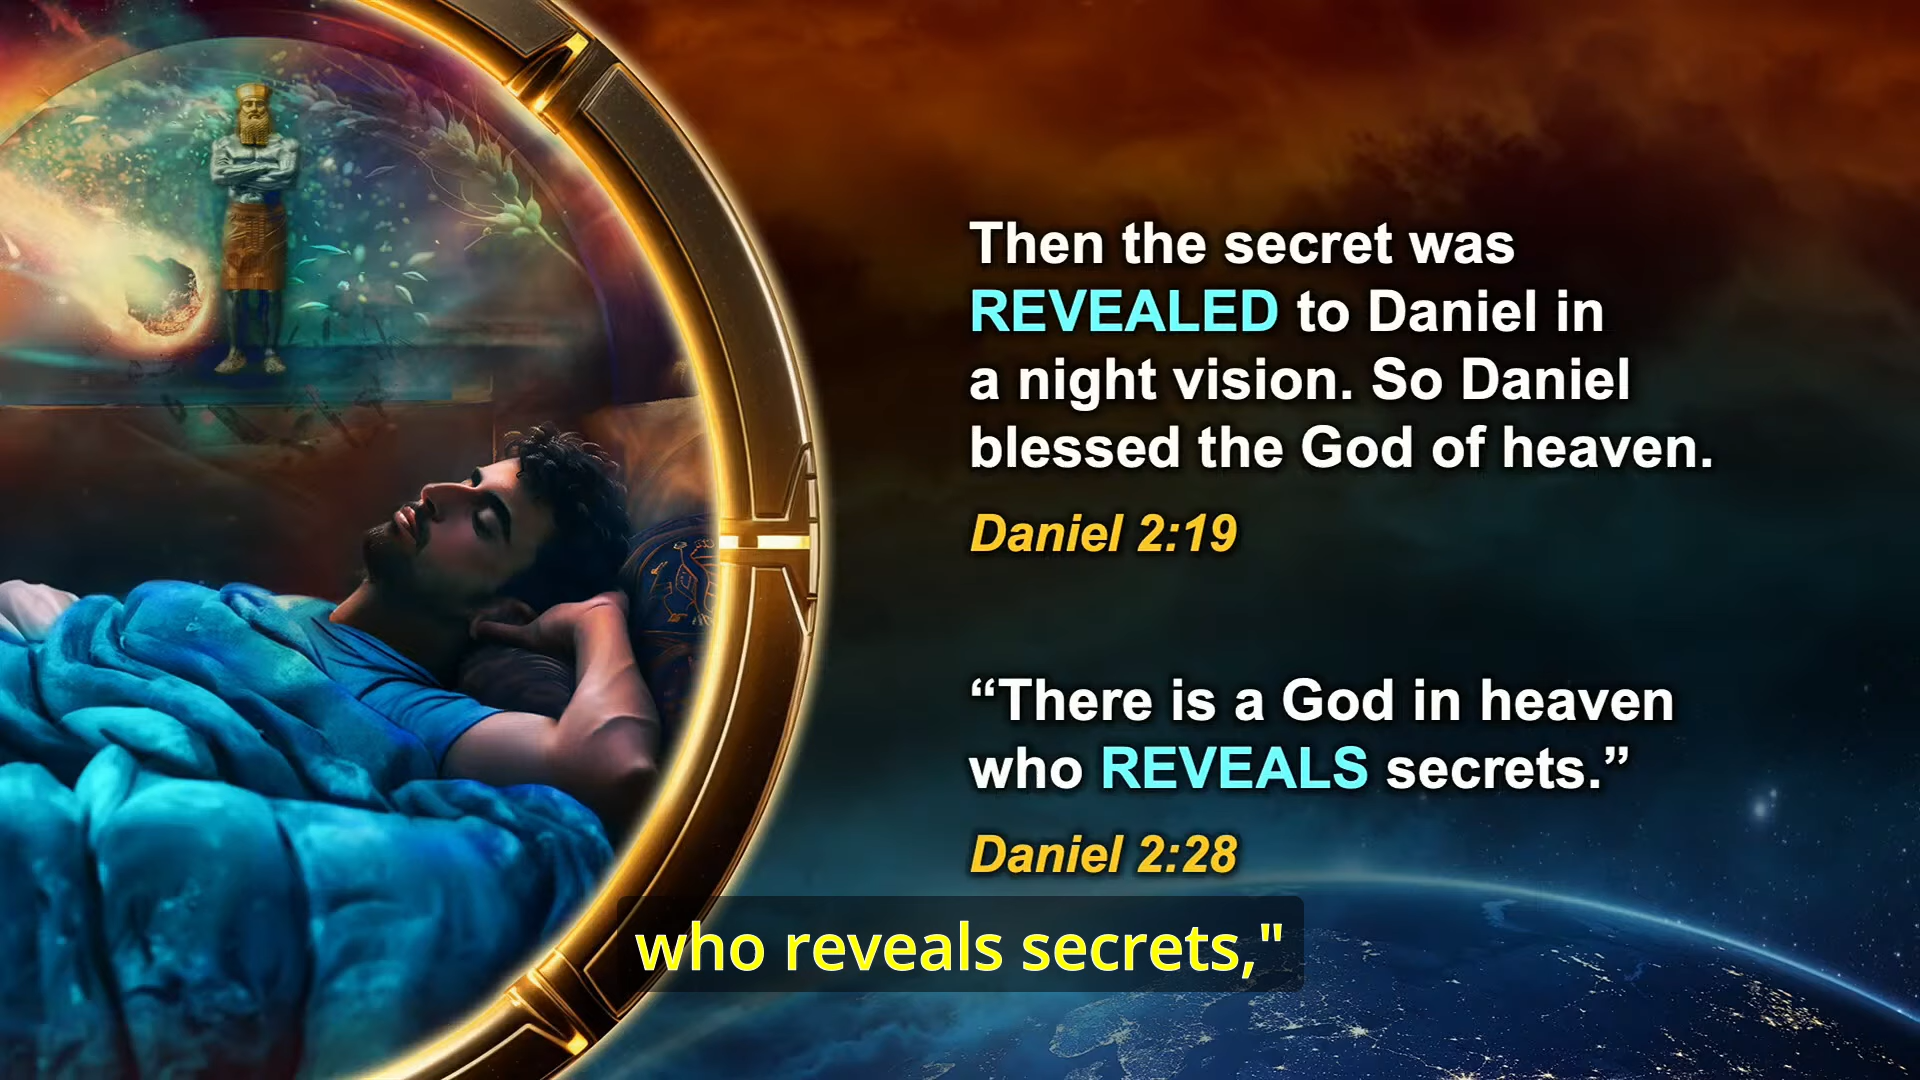 Then the secret was
REVEALED to Daniel in
a night vision. So Daniel
blessed the God of heaven.
Daniel 2:19
“There is a God in heaven
who REVEALS secrets.”
Daniel 2:28
who reveals secrets,"